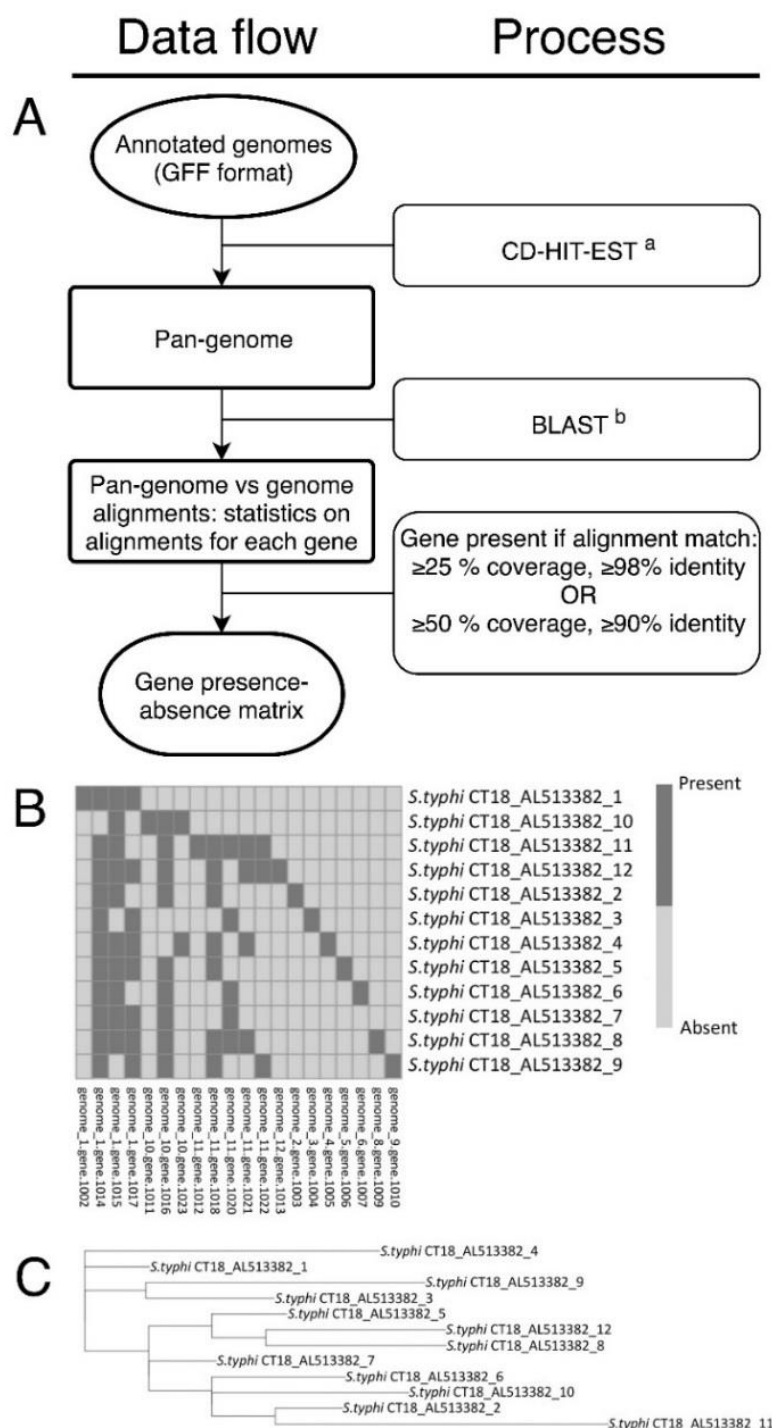 Data flow Process
A
Annotated genomes
(GFF format)
CD-HIT-EST a
Pan-genome
BLAST b
Pan-genome vs genome
alignments: statistics on
alignments for each gene
Gene present if alignment match:
≥25 % coverage, ≥98% identity
OR
≥50 % coverage, ≥90% identity
Gene presence-
absence matrix
B
S.typhi CT18_AL513382_1
S.typhi CT18_AL513382_10
S.typhi CT18_AL513382_11
S.typhi CT18_AL513382_12
S.typhi CT18_AL513382_2
S.typhi CT18_AL513382_3
S.typhi CT18_AL513382_4
S.typhi CT18_AL513382_5
S.typhi CT18_AL513382_6
S.typhi CT18_AL513382_7
S.typhi CT18_AL513382_8
S.typhi CT18_AL513382_9
Present
Absent
genome_1.gene.1002
genome_1.gene.1014
genome_1.gene.1015
genome_1.gene.1017
genome_10.gene.1011
genome_10.gene.1016
genome_10.gene.1023
genome_11.gene.1012
genome_11.gene.1018
genome_11.gene.1020
genome_11.gene.1021
genome_11.gene.1022
genome_12.gene.1013
genome_2.gene.1003
genome_3.gene.1004
genome_4.gene.1005
genome_5.gene.1006
genome_6.gene.1007
genome_8.gene.1009
genome_9.gene.1010
C
S.typhi CT18_AL513382_4
S.typhi CT18_AL513382_1
S.typhi CT18_AL513382_9
S.typhi CT18_AL513382_3
S.typhi CT18_AL513382_5
S.typhi CT18_AL513382_12
S.typhi CT18_AL513382_8
S.typhi CT18_AL513382_7
S.typhi CT18_AL513382_6
S.typhi CT18_AL513382_10
S.typhi CT18_AL513382_2
S.typhi CT18_AL513382_11